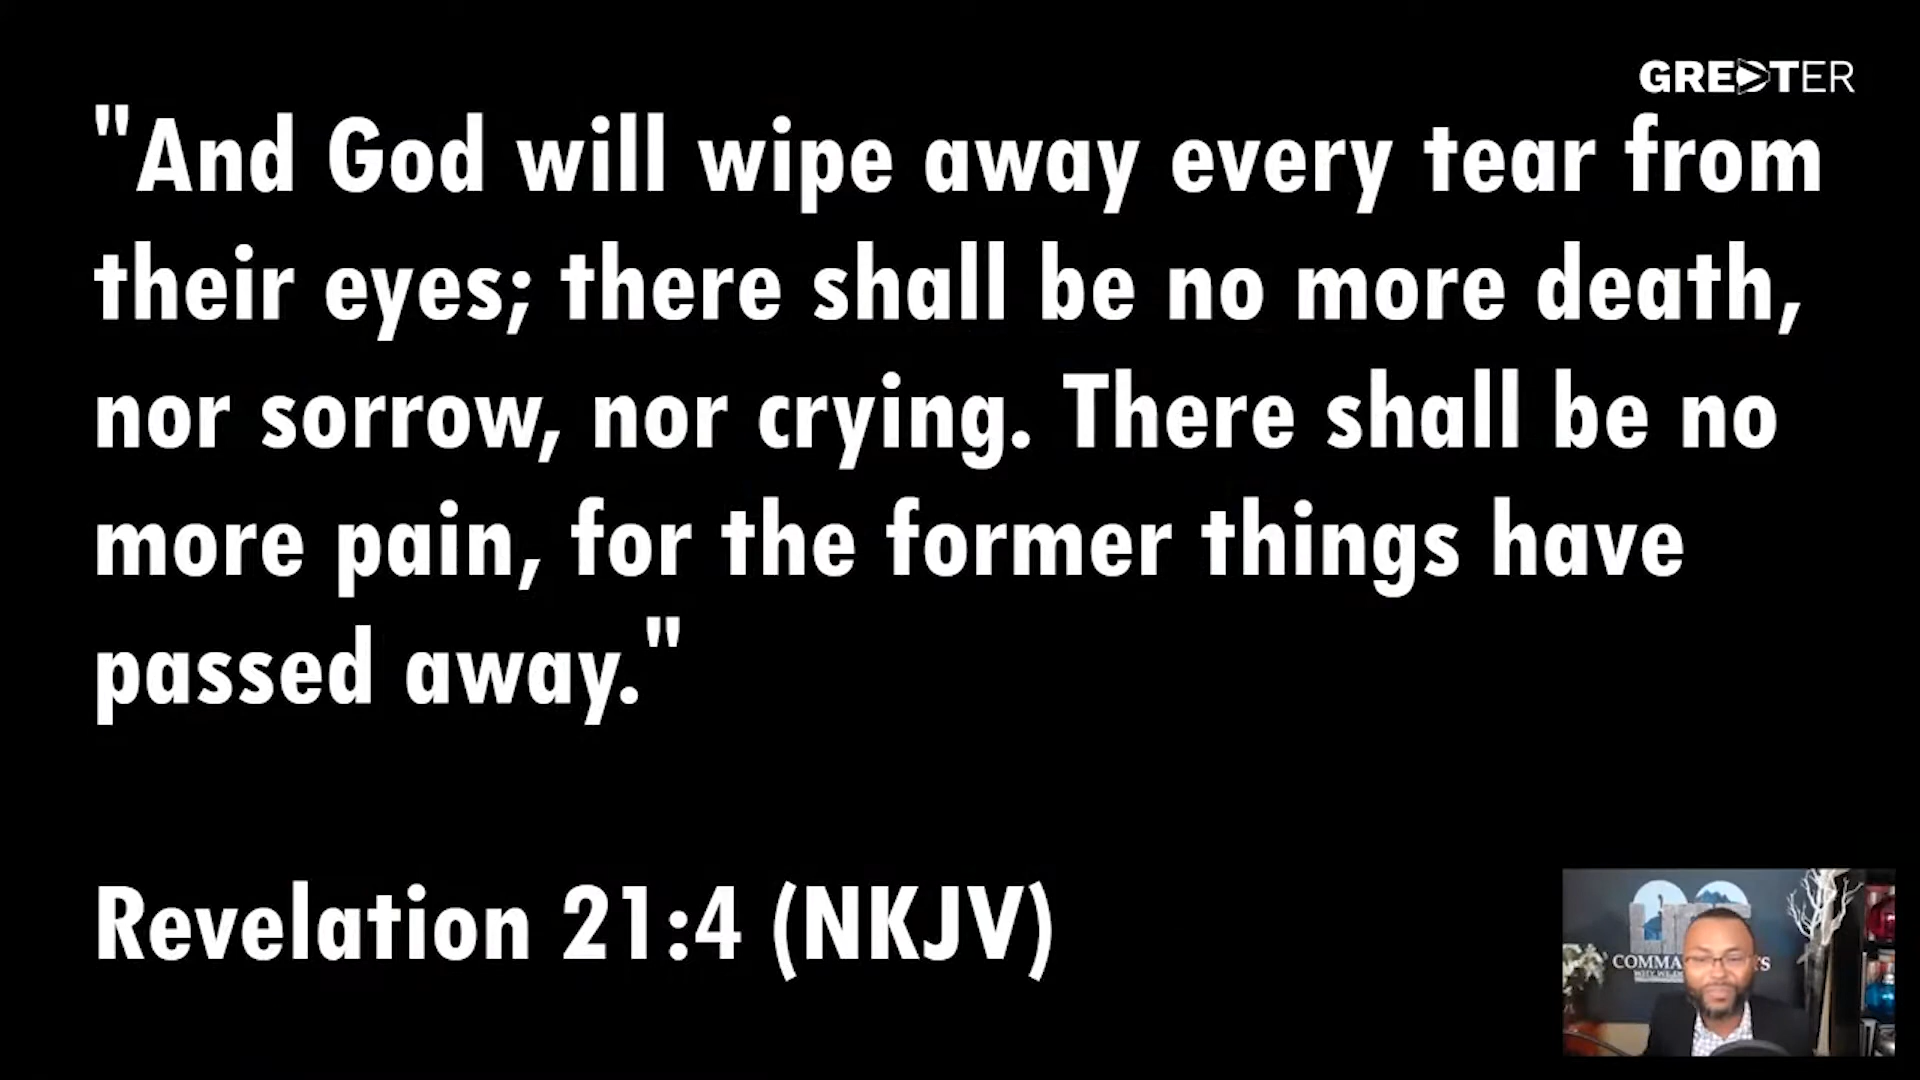 GREATER
"And God will wipe away every tear from
their eyes; there shall be no more death,
nor sorrow, nor crying. There shall be no
more pain, for the former things have
passed away."
Revelation 21:4 (NKJV)